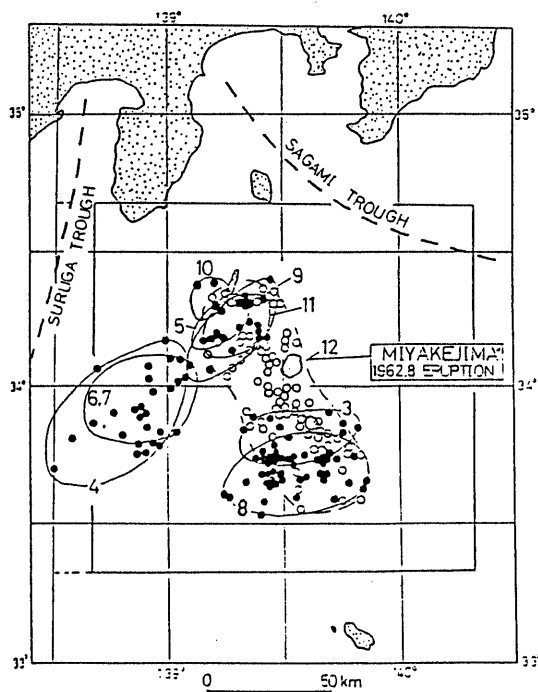 139° 140°
35° 35°
SAGAMI TROUGH
SURUGA TROUGH
10 9
5 11
12
MIYAKEJIMA
1962.8 ERUPTION
34° 34°
6,7 3
4 8
33° 33°
139° 140°
0 50 km